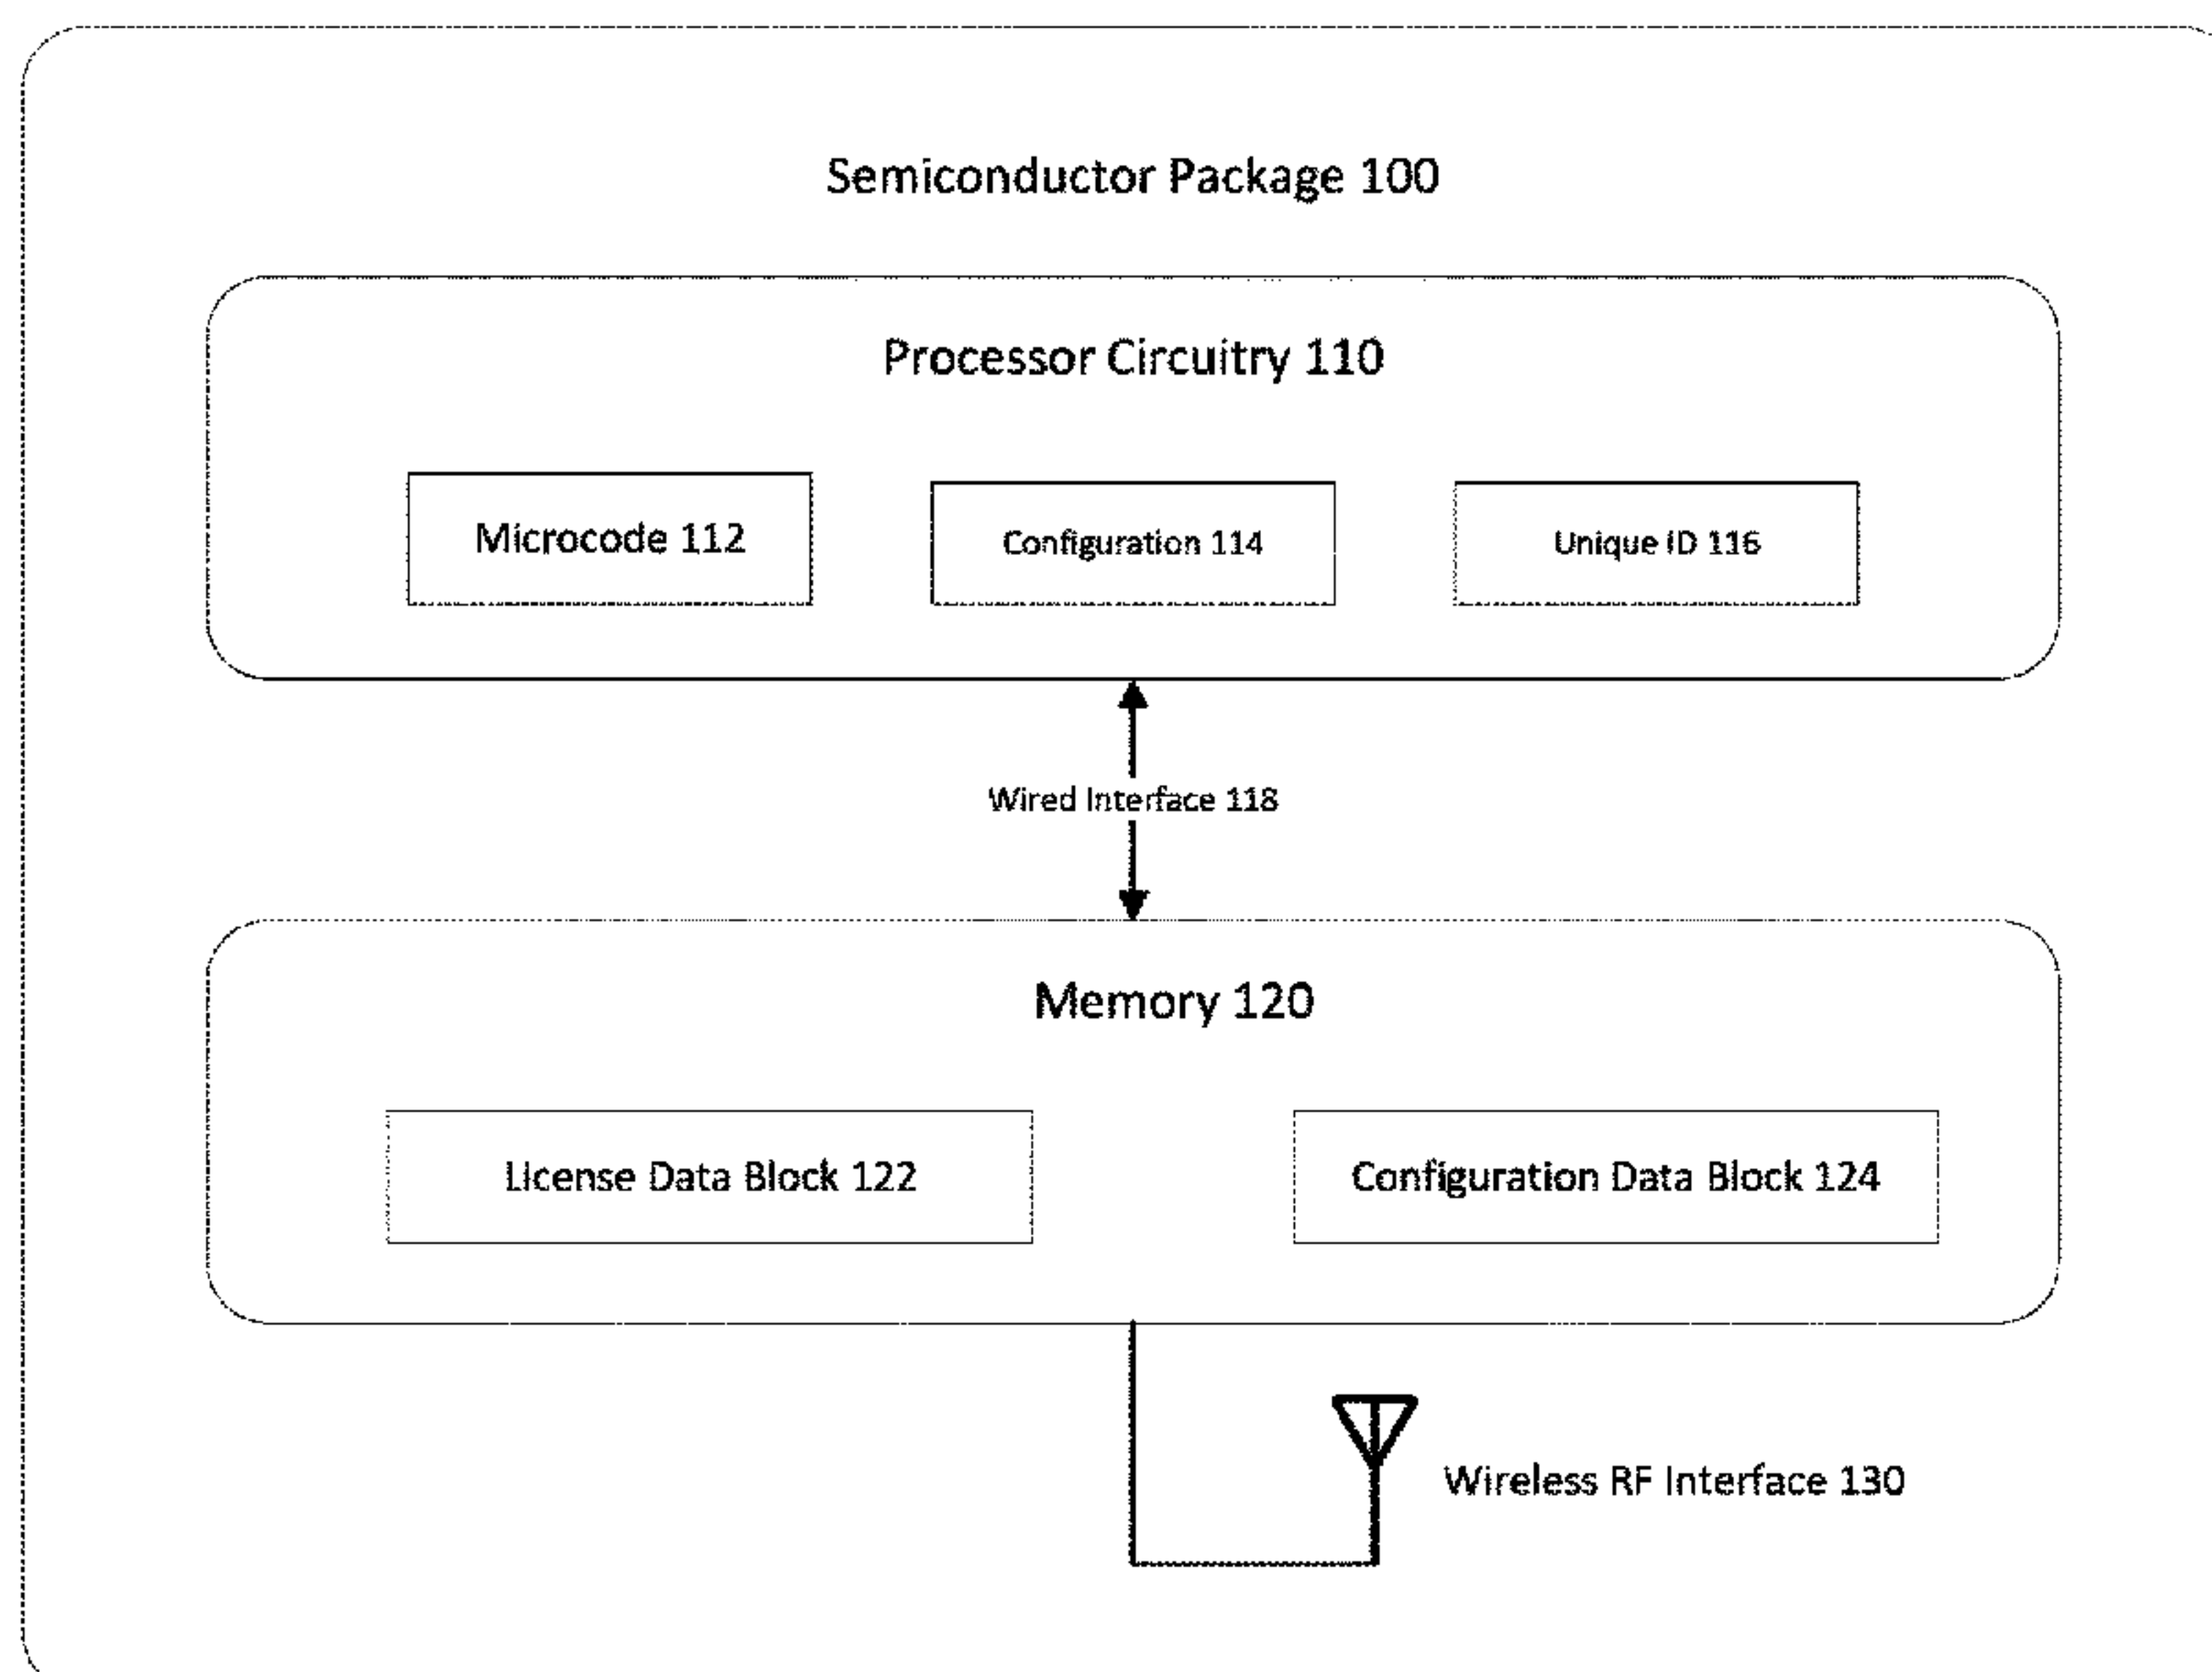 Semiconductor Package 100
Processor Circuitry 110
Microcode 112
Configuration 114
Unique ID 116
Wired Interface 118
Memory 120
License Data Block 122
Configuration Data Block 124
Wireless RF Interface 130